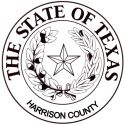 THE STATE OF TEXAS
HARRISON COUNTY